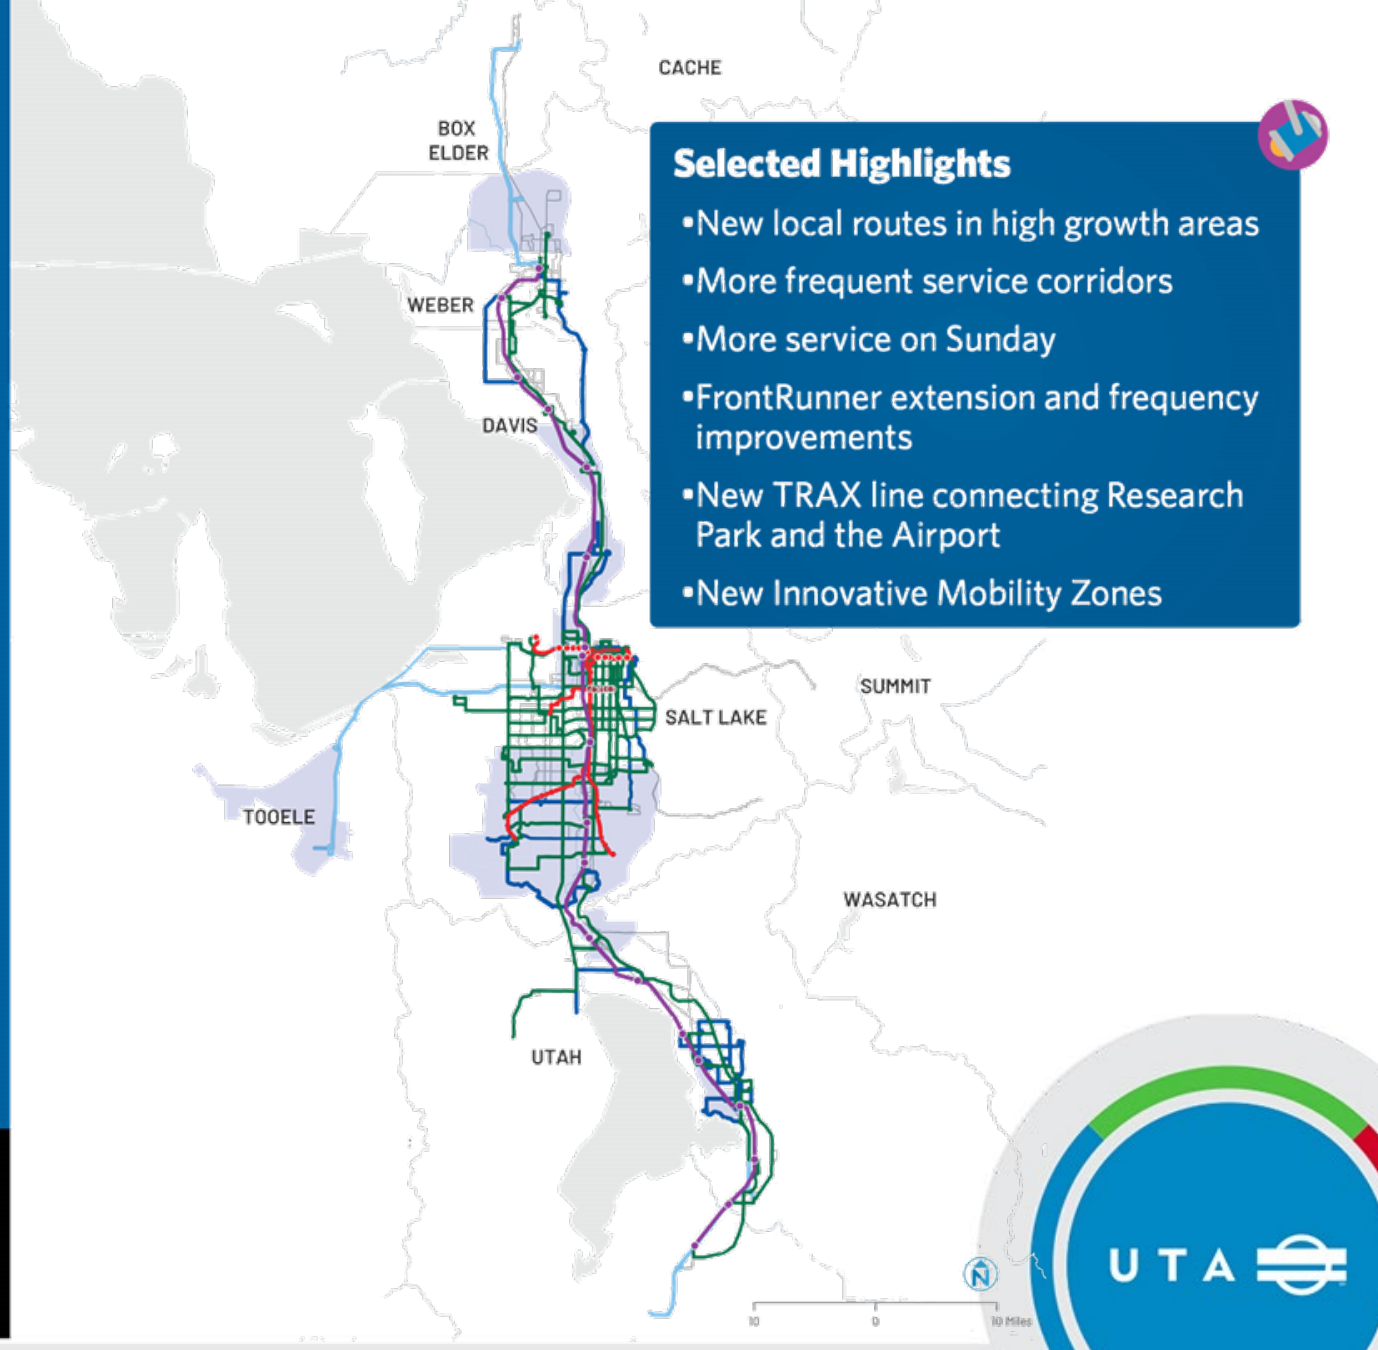 CACHE
BOX
ELDER
Selected Highlights
▪New local routes in high growth areas
▪More frequent service corridors
▪More service on Sunday
▪FrontRunner extension and frequency
improvements
▪New TRAX line connecting Research
Park and the Airport
▪New Innovative Mobility Zones
WEBER
DAVIS
SUMMIT
SALT LAKE
TOOELE
WASATCH
UTAH
UTA
N
10 0 10 Miles